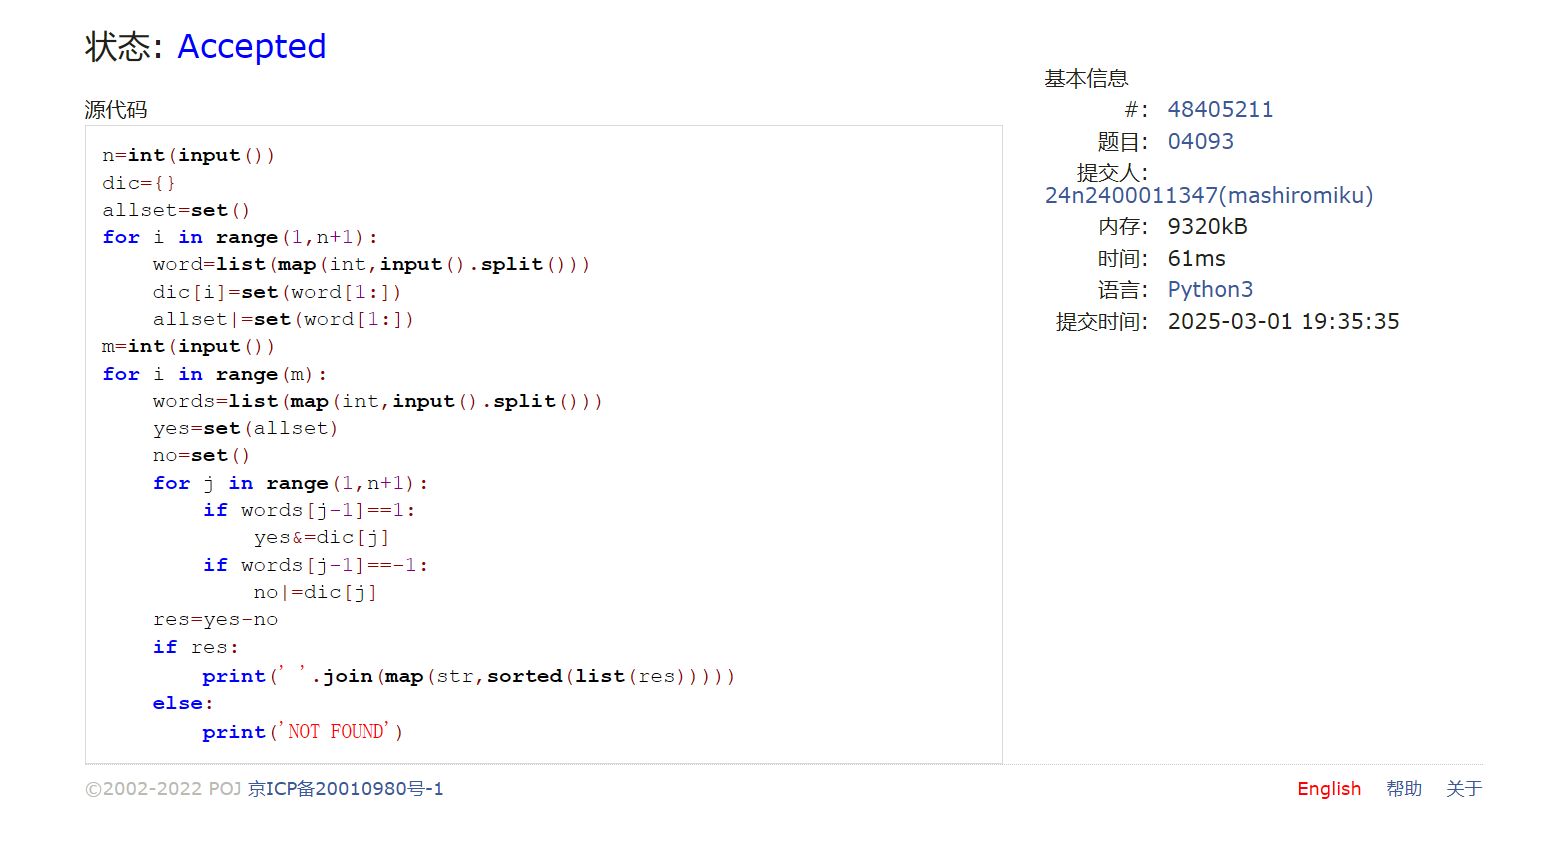 状态: Accepted
源代码
n=int(input())
dic={}
allset=set()
for i in range(1,n+1):
    word=list(map(int,input().split()))
    dic[i]=set(word[1:])
    allset|=set(word[1:])
m=int(input())
for i in range(m):
    words=list(map(int,input().split()))
    yes=set(allset)
    no=set()
    for j in range(1,n+1):
        if words[j-1]==1:
            yes&=dic[j]
        if words[j-1]==-1:
            no|=dic[j]
    res=yes-no
    if res:
        print(' '.join(map(str,sorted(list(res)))))
    else:
        print('NOT FOUND')
基本信息
#: 48405211
题目: 04093
提交人:
24n2400011347(mashiromiku)
内存: 9320kB
时间: 61ms
语言: Python3
提交时间: 2025-03-01 19:35:35
©2002-2022 POJ 京ICP备20010980号-1
English 帮助 关于